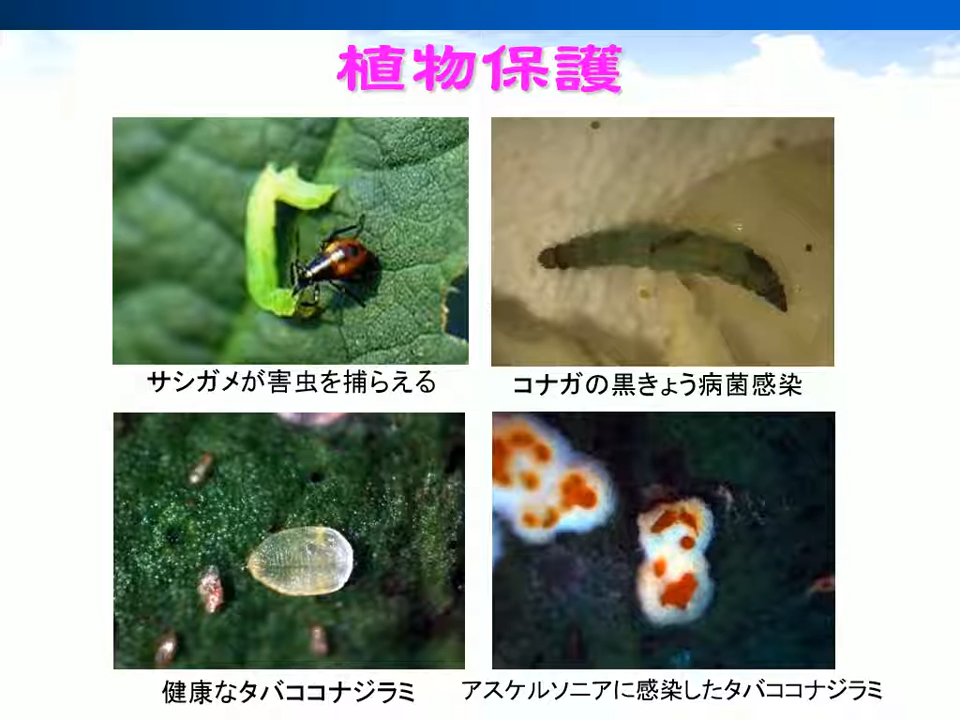 植物保護
サシガメが害虫を捕らえる
コナガの黒きょう病菌感染
健康なタバココナジラミ
アスケルソニアに感染したタバココナジラミ